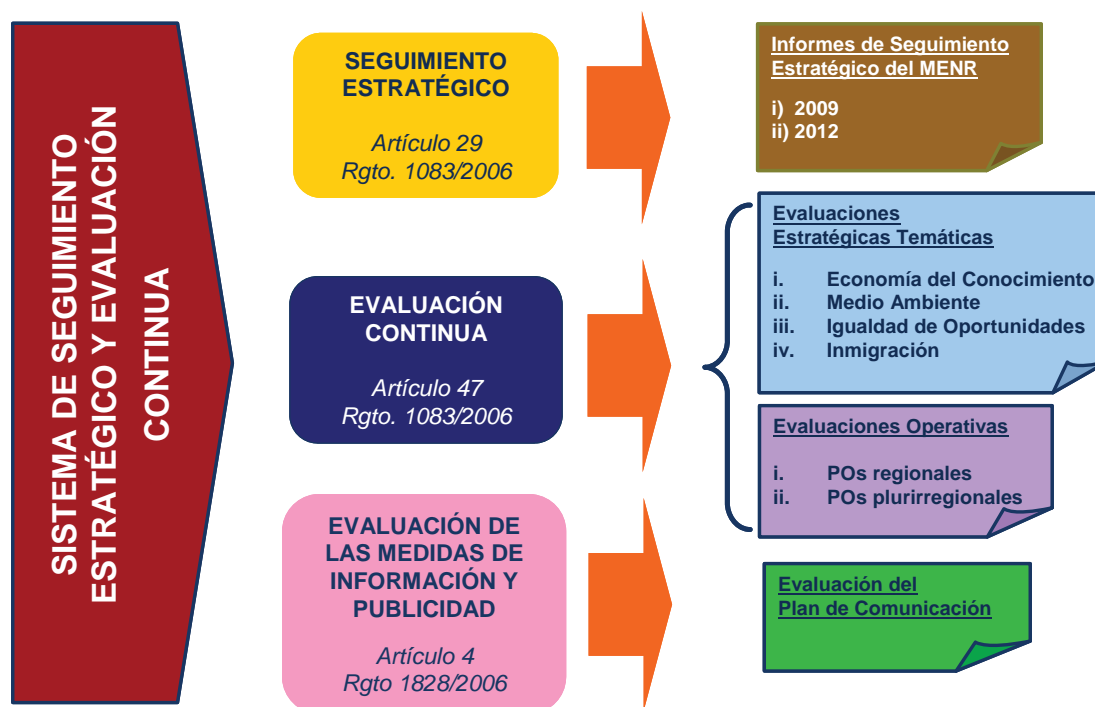 SISTEMA DE SEGUIMIENTO
ESTRATÉGICO Y EVALUACIÓN
CONTINUA
SEGUIMIENTO
ESTRATÉGICO
Artículo 29
Rgto. 1083/2006
Informes de Seguimiento
Estratégico del MENR
i) 2009
ii) 2012
EVALUACIÓN
CONTINUA
Artículo 47
Rgto. 1083/2006
Evaluaciones
Estratégicas Temáticas
i. Economía del Conocimiento
ii. Medio Ambiente
iii. Igualdad de Oportunidades
iv. Inmigración
Evaluaciones Operativas
i. POs regionales
ii. POs plurirregionales
EVALUACIÓN DE
LAS MEDIDAS DE
INFORMACIÓN Y
PUBLICIDAD
Artículo 4
Rgto 1828/2006
Evaluación del
Plan de Comunicación